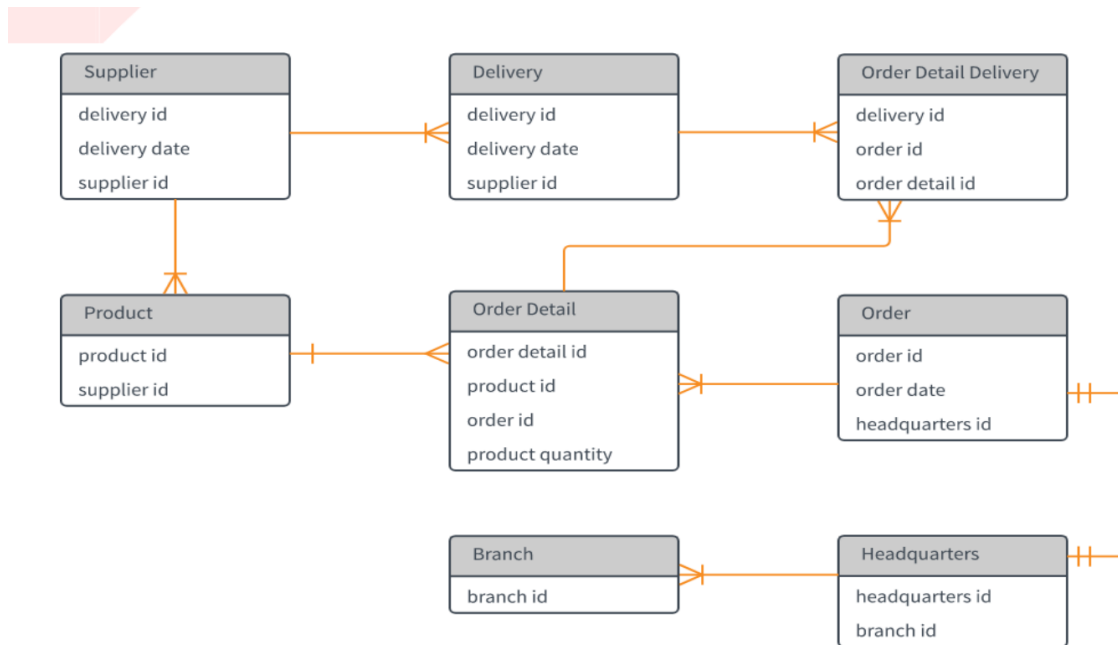 Supplier
delivery id
delivery date
supplier id
Delivery
delivery id
delivery date
supplier id
Order Detail Delivery
delivery id
order id
order detail id
Product
product id
supplier id
Order Detail
order detail id
product id
order id
product quantity
Order
order id
order date
headquarters id
Branch
branch id
Headquarters
headquarters id
branch id